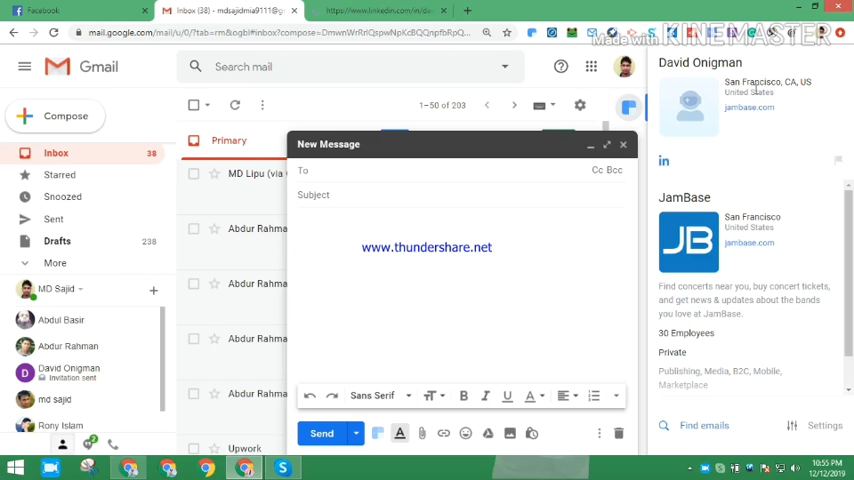 Facebook
Inbox (38) - mdsajidmia9111@g
https://www.linkedin.com/in/da
mail.google.com/mail/u/0/?tab=rm&ogbl#inbox?compose=
Made with KINEMASTER
Gmail
Search mail
Compose
1–50 of 203
Inbox 38
Primary
Starred
Snoozed
Sent
Drafts 238
More
MD Sajid
Abdul Basir
Abdur Rahman
David Onigman
Invitation sent
md sajid
Rony Islam
2
MD Lipu (via
Abdur Rahma
Abdur Rahma
Abdur Rahma
Abdur Rahma
Upwork
New Message
To Cc Bcc
Subject
www.thundershare.net
Sans Serif
B I U A
Send
A
David Onigman
San Francisco, CA, US
United States
jambase.com
in
JamBase
JB
San Francisco
United States
jambase.com
Find concerts near you, buy concert tickets,
and get news & updates about the bands
you love at JamBase.
30 Employees
Private
Publishing, Media, B2C, Mobile,
Marketplace
Find emails Settings
10:55 PM
12/12/2019